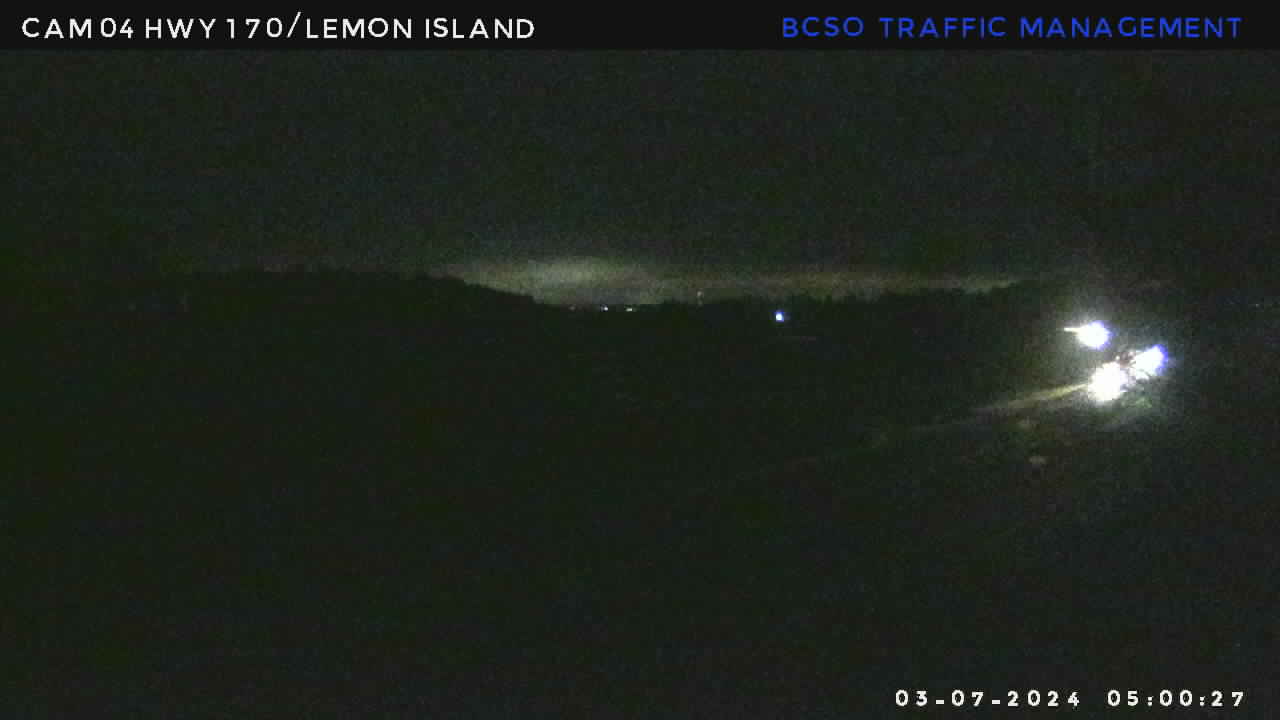 CAM04 HWY 170/LEMON ISLAND
BCSO TRAFFIC MANAGEMENT
03-07-2024 05:00:27